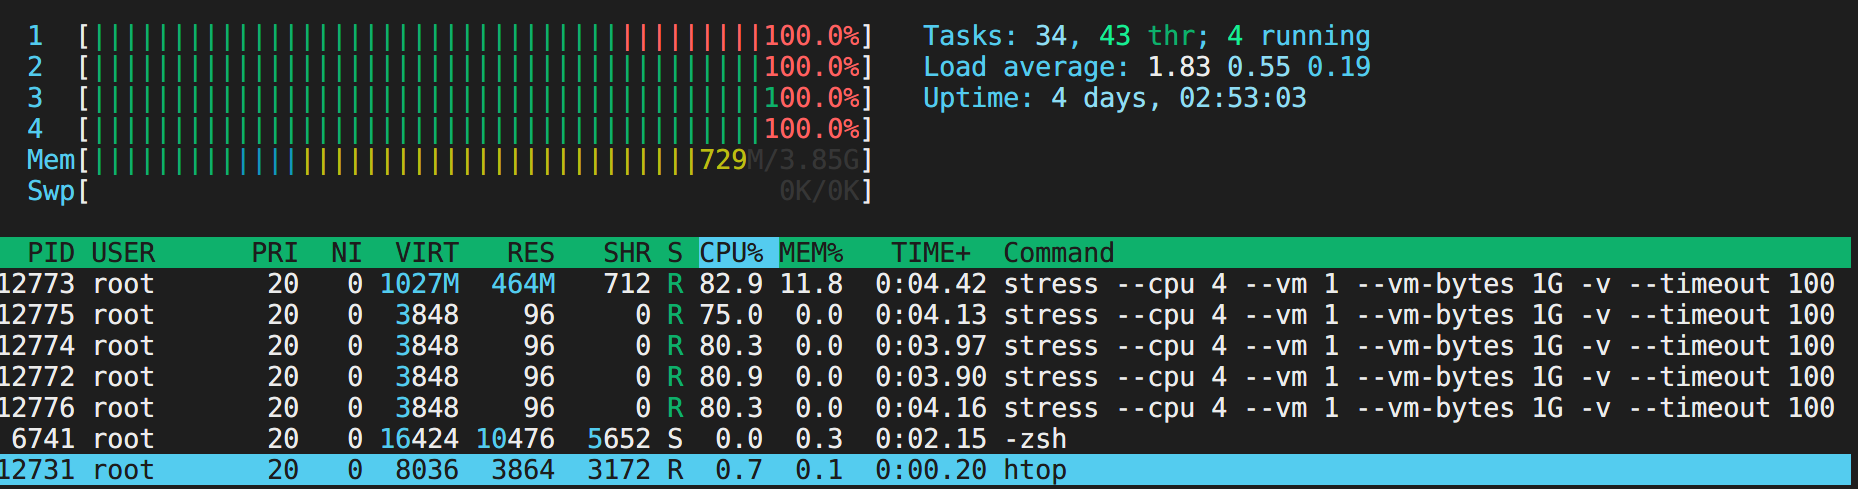 1 [|||||||||||||||||||||||||||||||||||||||||100.0%] Tasks: 34, 43 thr; 4 running
2 [|||||||||||||||||||||||||||||||||||||||||100.0%] Load average: 1.83 0.55 0.19
3 [|||||||||||||||||||||||||||||||||||||||||100.0%] Uptime: 4 days, 02:53:03
4 [|||||||||||||||||||||||||||||||||||||||||100.0%]
Mem[||||||||||||||||||||||||||||||||||||||729M/3.85G]
Swp[ 0K/0K]
PID USER PRI NI VIRT RES SHR S CPU% MEM% TIME+ Command
12773 root 20 0 1027M 464M 712 R 82.9 11.8 0:04.42 stress --cpu 4 --vm 1 --vm-bytes 1G -v --timeout 100
12775 root 20 0 3848 96 0 R 75.0 0.0 0:04.13 stress --cpu 4 --vm 1 --vm-bytes 1G -v --timeout 100
12774 root 20 0 3848 96 0 R 80.3 0.0 0:03.97 stress --cpu 4 --vm 1 --vm-bytes 1G -v --timeout 100
12772 root 20 0 3848 96 0 R 80.9 0.0 0:03.90 stress --cpu 4 --vm 1 --vm-bytes 1G -v --timeout 100
12776 root 20 0 3848 96 0 R 80.3 0.0 0:04.16 stress --cpu 4 --vm 1 --vm-bytes 1G -v --timeout 100
6741 root 20 0 16424 10476 5652 S 0.0 0.3 0:02.15 -zsh
12731 root 20 0 8036 3864 3172 R 0.7 0.1 0:00.20 htop